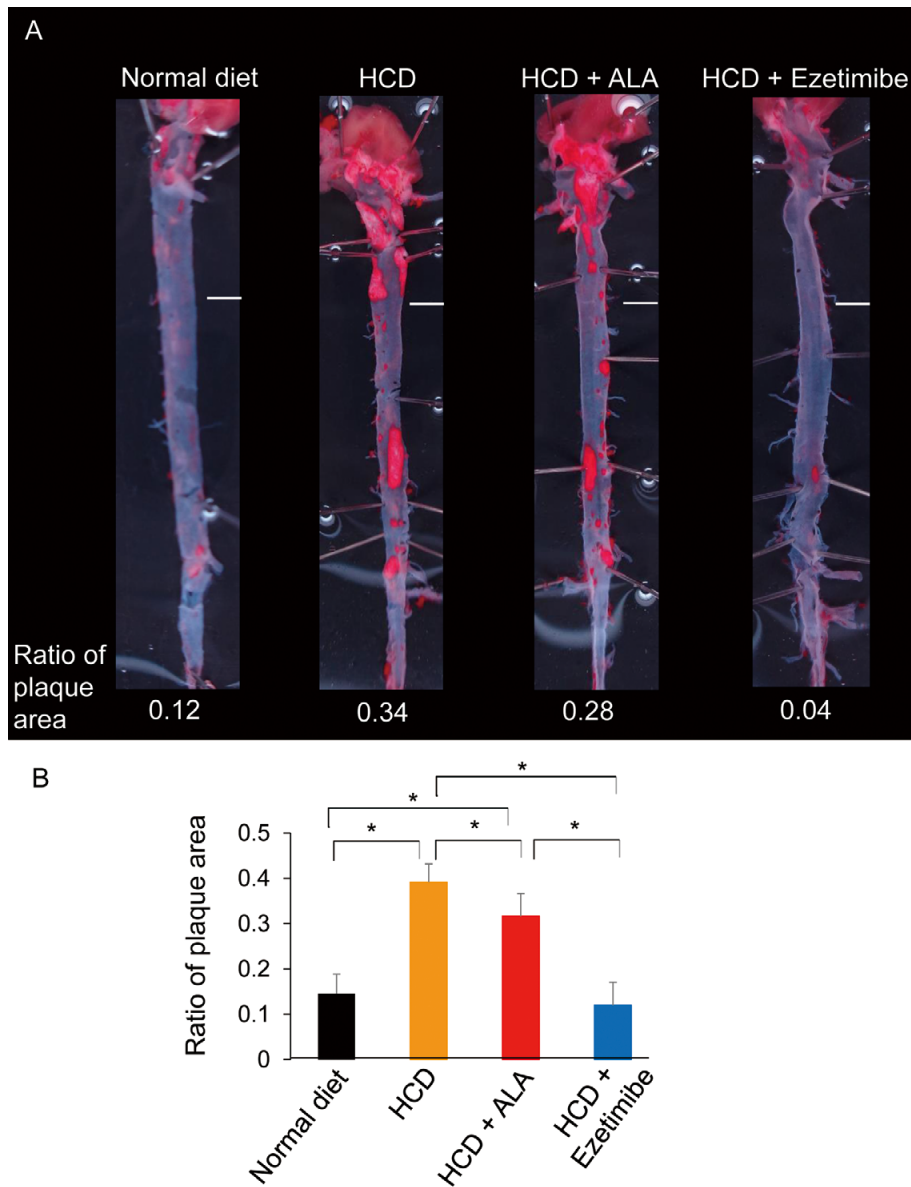 A
Normal diet
HCD
HCD + ALA
HCD + Ezetimibe
Ratio of
plaque
area
0.12
0.34
0.28
0.04
B
*
*
*
*
*
Ratio of plaque area
0.5
0.4
0.3
0.2
0.1
0
Normal diet
HCD
HCD + ALA
HCD +
Ezetimibe